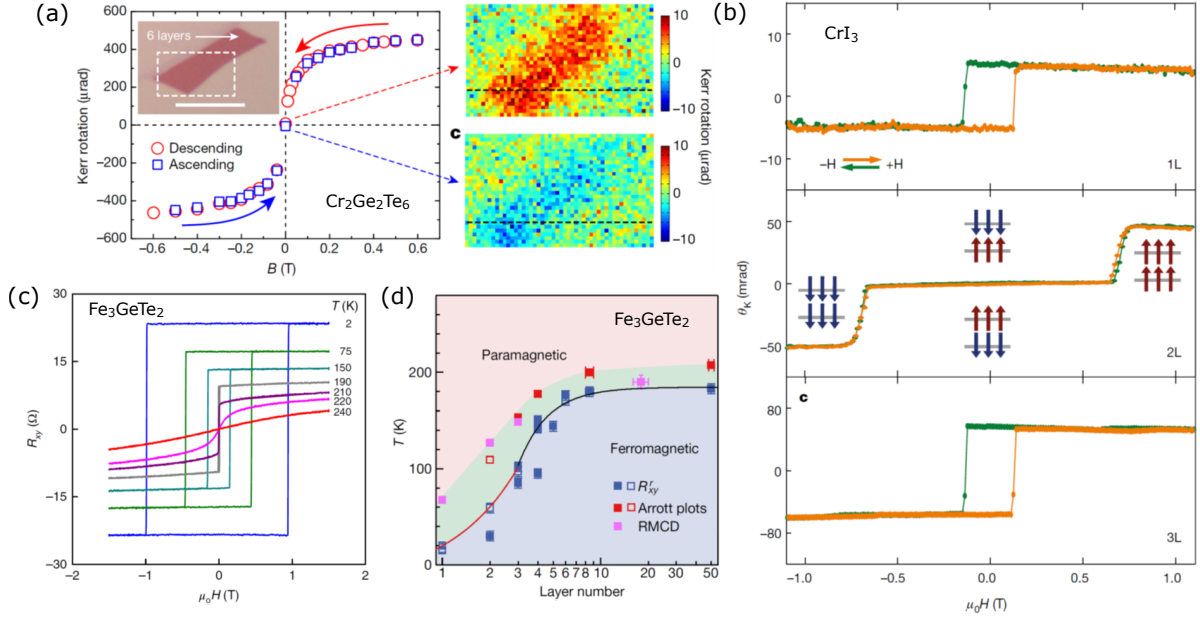 (a)
6 layers
Kerr rotation (μrad)
600
400
200
0
−200
−400
−600
Descending
Ascending
Cr2Ge2Te6
−0.6
−0.4
−0.2
0
0.2
0.4
0.6
B (T)
10
0
−10
Kerr rotation (μrad)
c
10
0
−10
(b)
CrI3
10
0
−10
−H
+H
1L
50
0
−50
θK (mrad)
2L
c
80
0
−80
3L
−1.0
−0.5
0.0
0.5
1.0
μ0H (T)
(c)
Fe3GeTe2
T (K)
2
75
150
190
210
220
240
30
15
0
−15
−30
Rxy (Ω)
−2
−1
0
1
2
μoH (T)
(d)
Fe3GeTe2
Paramagnetic
Ferromagnetic
Rrxy
Arrott plots
RMCD
T (K)
200
100
0
1
2
3
4
5
6
7
8
10
20
30
50
Layer number